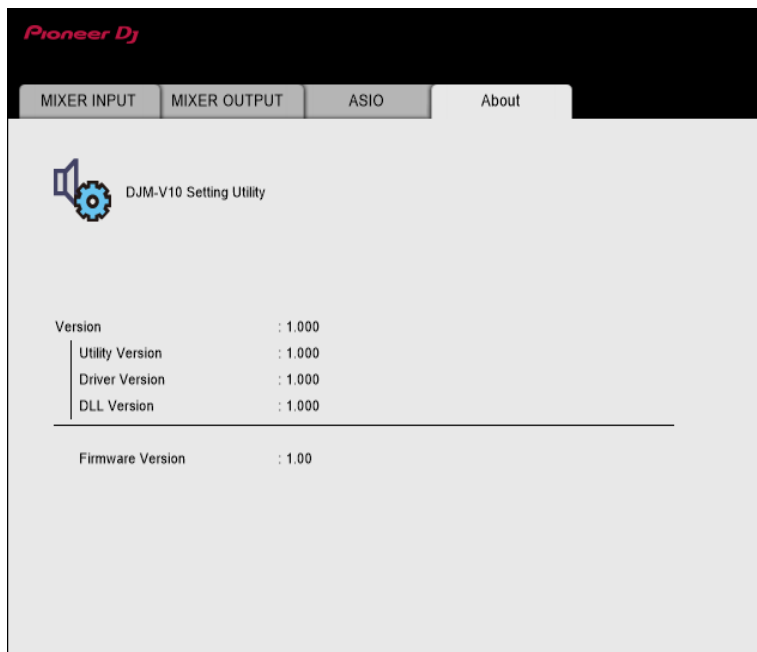 Pioneer Dj
MIXER INPUT MIXER OUTPUT ASIO About
DJM-V10 Setting Utility
Version : 1.000
Utility Version : 1.000
Driver Version : 1.000
DLL Version : 1.000
Firmware Version : 1.00